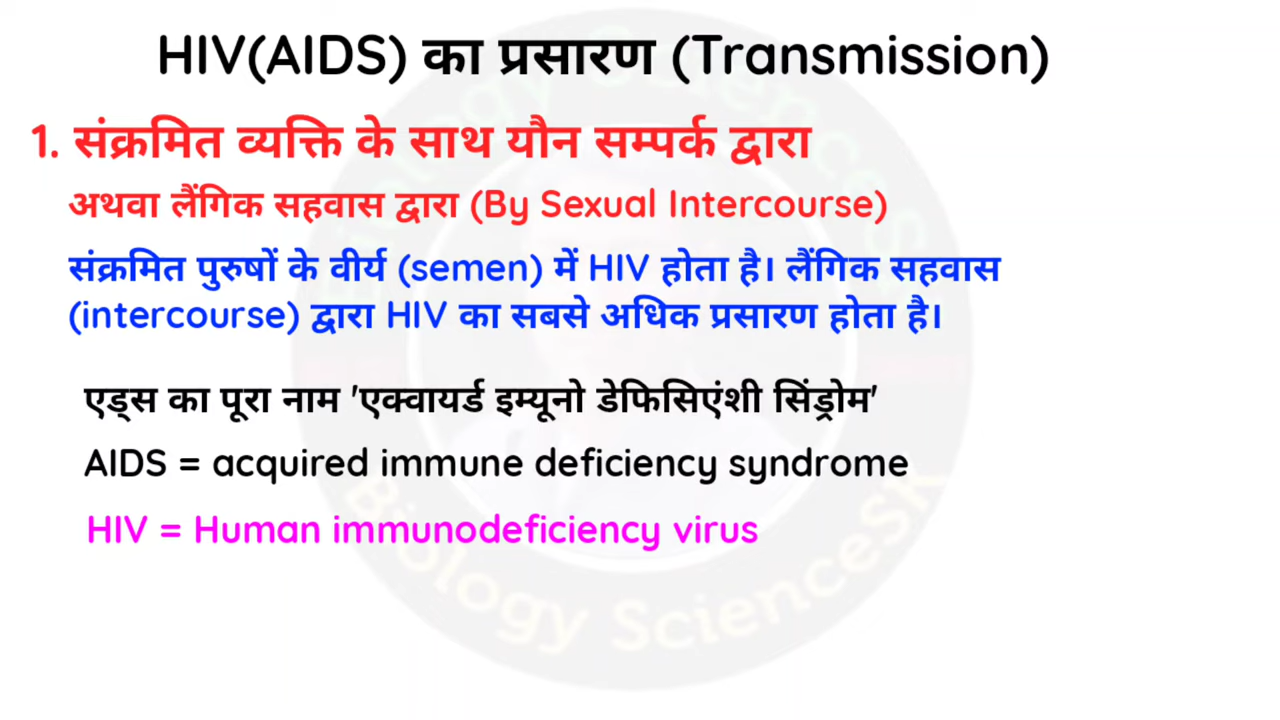 HIV(AIDS) का प्रसारण (Transmission)
1. संक्रमित व्यक्ति के साथ यौन सम्पर्क द्वारा
अथवा लैंगिक सहवास द्वारा (By Sexual Intercourse)
संक्रमित पुरुषों के वीर्य (semen) में HIV होता है। लैंगिक सहवास
(intercourse) द्वारा HIV का सबसे अधिक प्रसारण होता है।
एड्स का पूरा नाम 'एक्वायर्ड इम्यूनो डेफिसिएंशी सिंड्रोम'
AIDS = acquired immune deficiency syndrome
HIV = Human immunodeficiency virus
Biology ScienceSK